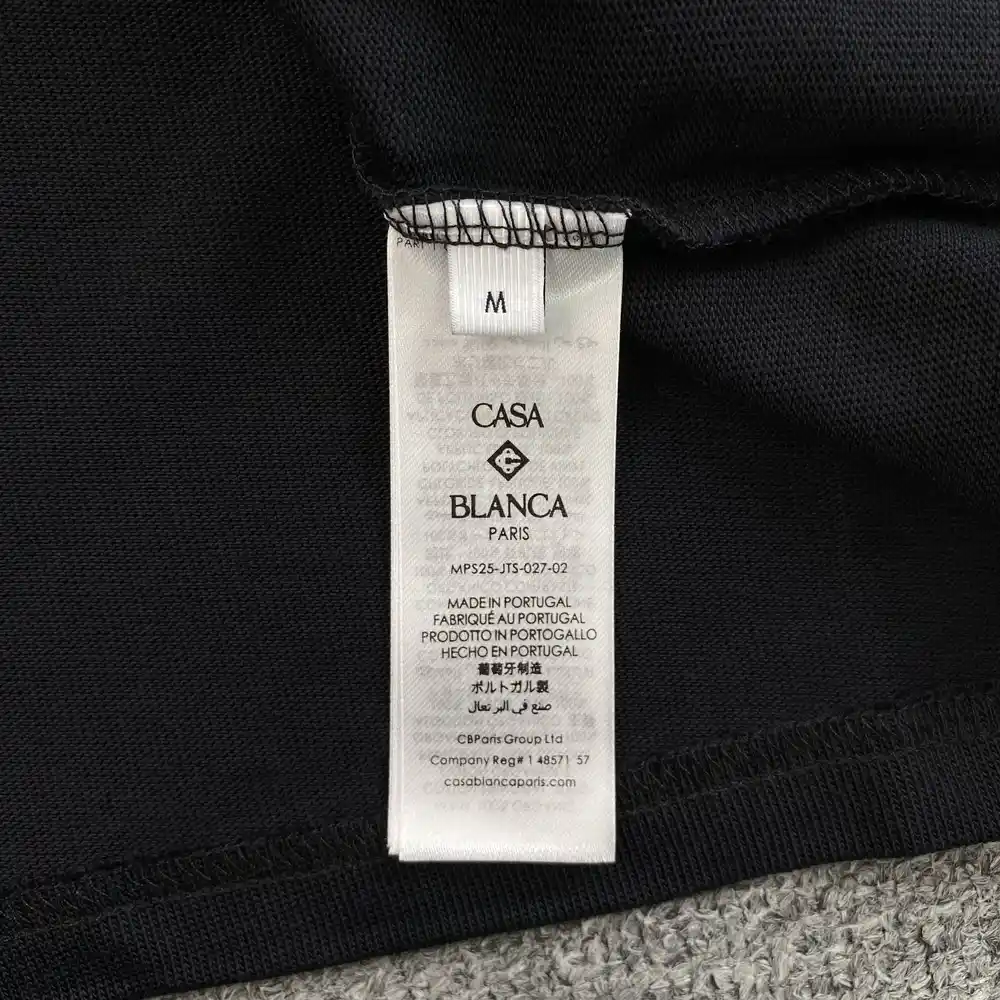 PARI
M
CASA
BLANCA
PARIS
MPS25-JTS-027-02
MADE IN PORTUGAL
FABRIQUÉ AU PORTUGAL
PRODOTTO IN PORTOGALLO
HECHO EN PORTUGAL
葡萄牙制造
ポルトガル製
صنع في البرتغال
CBParis Group Ltd
Company Reg# 1 48571 57
casablancaparis.com